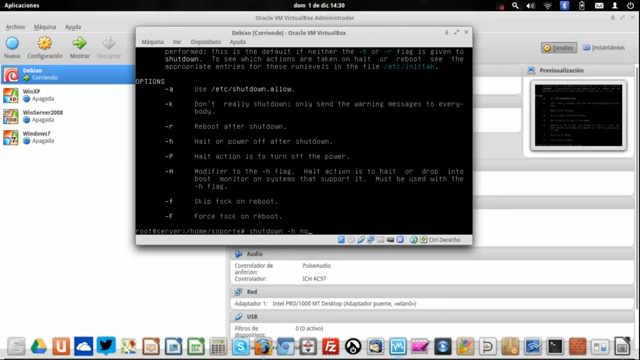 Aplicaciones
dom 1 de dic 14:30
Oracle VM VirtualBox Administrador
Archivo Máquina Ayuda
Nueva Configuración Mostrar Descartar
Detalles Instantáneas
Debian
Corriendo
WinXP
Apagada
WinServer2008
Apagada
Windows7
Apagada
Debian [Corriendo] - Oracle VM VirtualBox
Máquina Ver Dispositivos Ayuda
performed: this is the default if neither the -h or -r flag is given to
shutdown. To see which actions are taken on halt or reboot see the
appropriate entries for these runlevels in the file /etc/inittab.
OPTIONS
-a Use /etc/shutdown.allow.
-k Don't really shutdown; only send the warning messages to every-
body.
-r Reboot after shutdown.
-h Halt or power off after shutdown.
-P Halt action is to turn off the power.
-H Modifier to the -h flag. Halt action is to halt or drop into
boot monitor on systems that support it. Must be used with the
-h flag.
-f Skip fsck on reboot.
-F Force fsck on reboot.
root@server:/home/soporte# shutdown -h no_
Ctrl Derecho
Previsualización
Audio
Controlador de anfitrión: PulseAudio
Controlador: ICH AC97
Red
Adaptador 1: Intel PRO/1000 MT Desktop (Adaptador puente, «wlan0»)
USB
Filtros de dispositivos: 0 (0 activo)